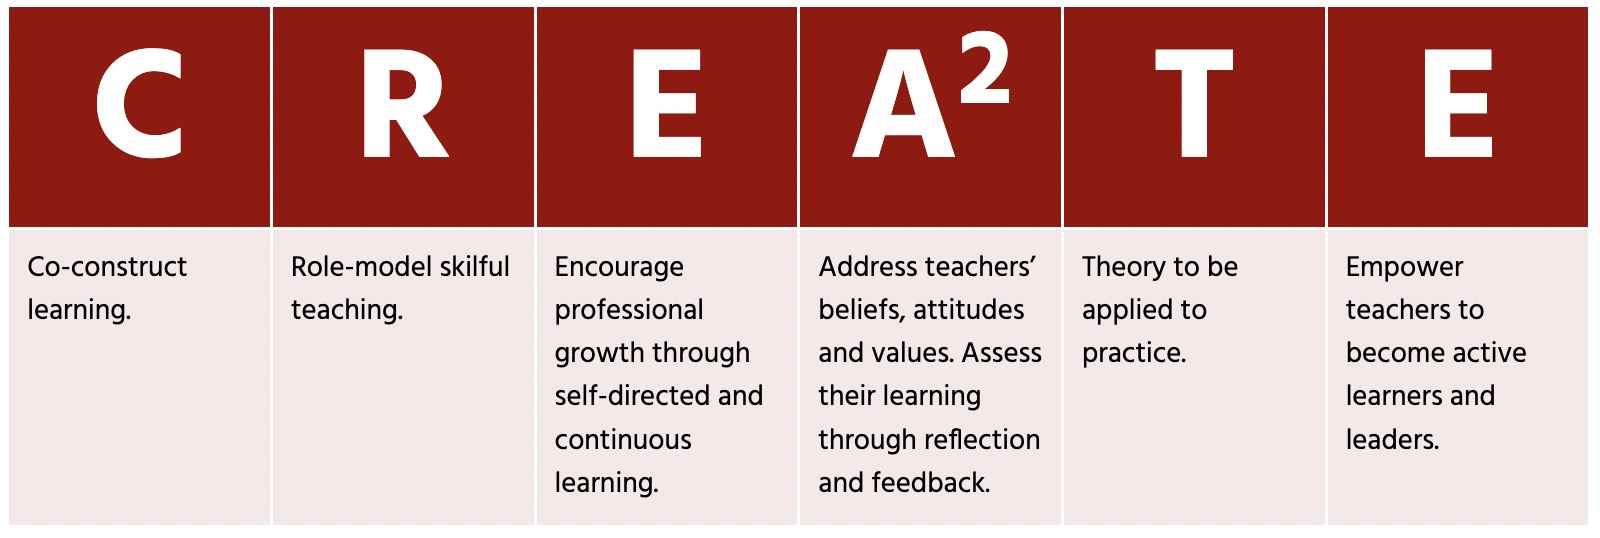 C
Co-construct
learning.
R
Role-model skilful
teaching.
E
Encourage
professional
growth through
self-directed and
continuous
learning.
A²
Address teachers’
beliefs, attitudes
and values. Assess
their learning
through reflection
and feedback.
T
Theory to be
applied to
practice.
E
Empower
teachers to
become active
learners and
leaders.